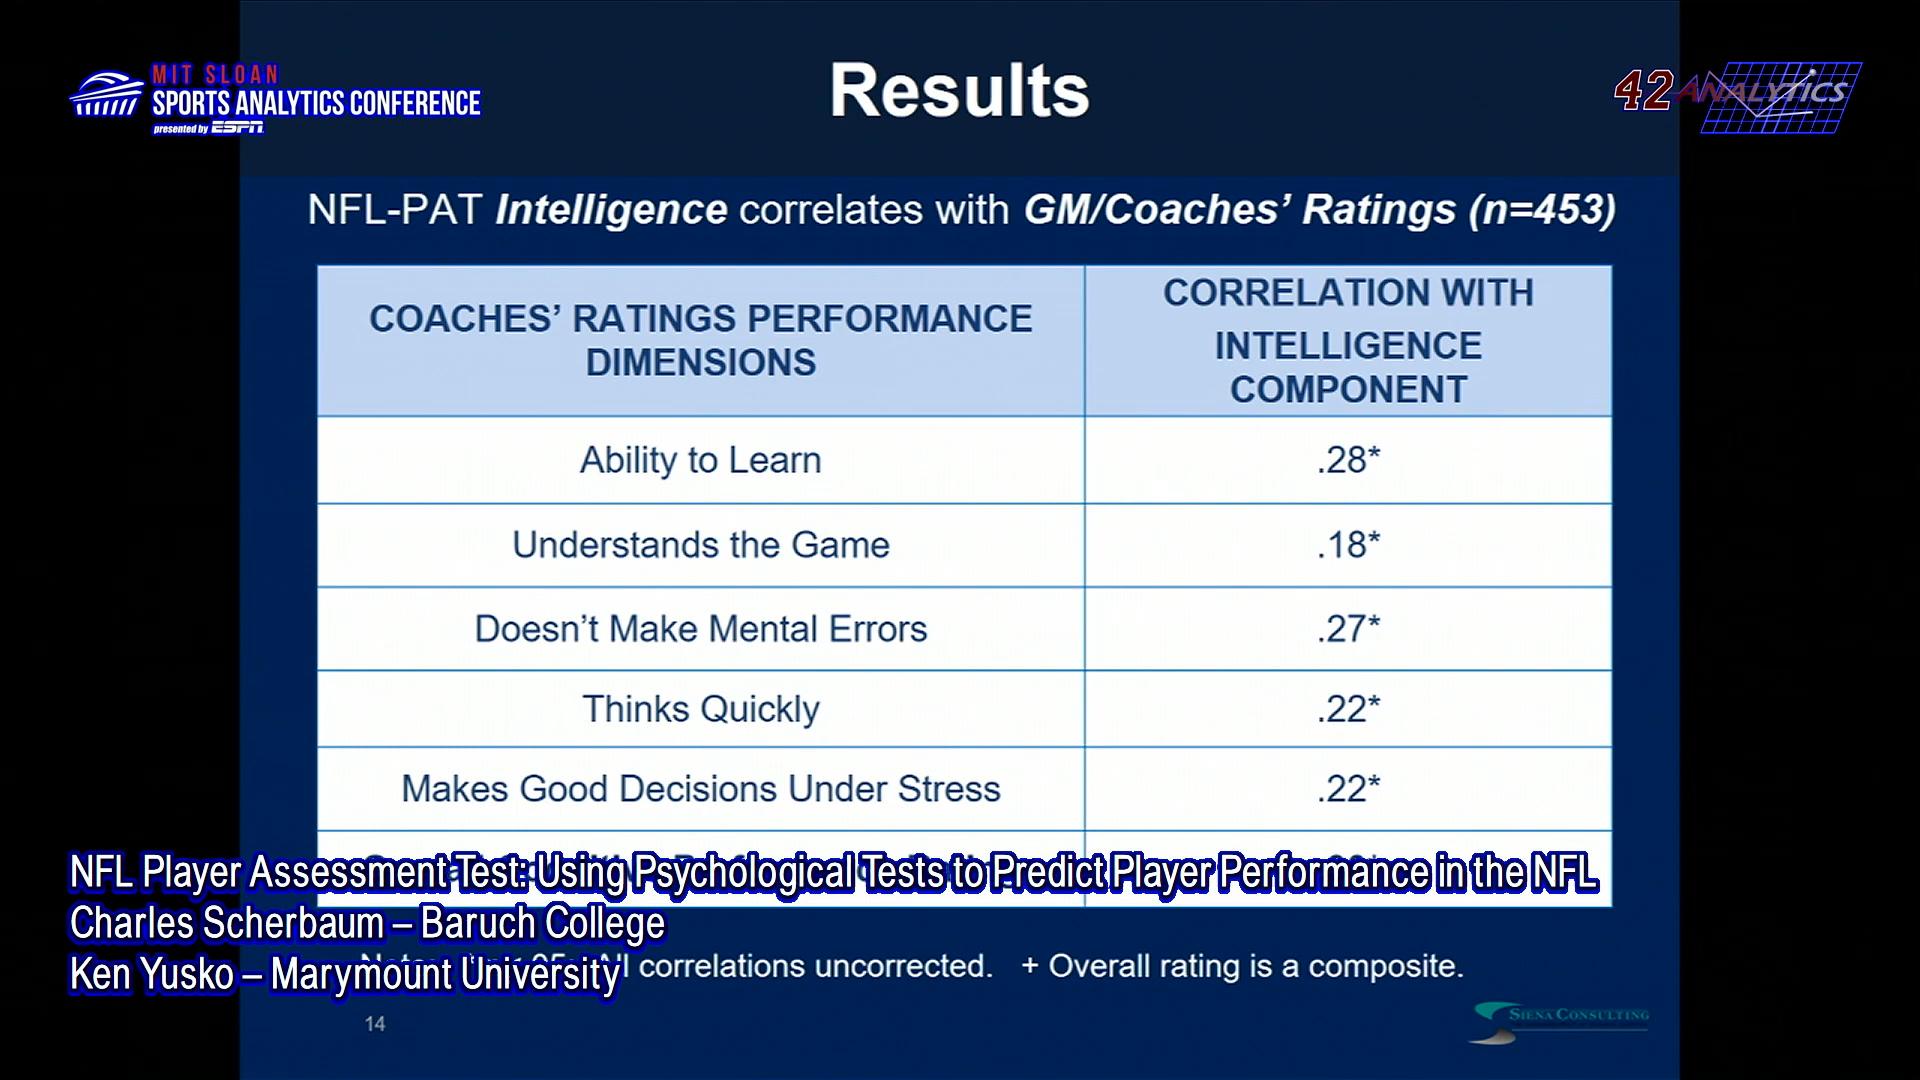 MIT SLOAN
SPORTS ANALYTICS CONFERENCE
presented by ESPN
Results
42 ANALYTICS
NFL-PAT Intelligence correlates with GM/Coaches’ Ratings (n=453)
COACHES’ RATINGS PERFORMANCE
DIMENSIONS
CORRELATION WITH
INTELLIGENCE
COMPONENT
Ability to Learn
.28*
Understands the Game
.18*
Doesn’t Make Mental Errors
.27*
Thinks Quickly
.22*
Makes Good Decisions Under Stress
.22*
NFL Player Assessment Test: Using Psychological Tests to Predict Player Performance in the NFL
Charles Scherbaum – Baruch College
Ken Yusko – Marymount University
correlations uncorrected. + Overall rating is a composite.
14
SIENA CONSULTING